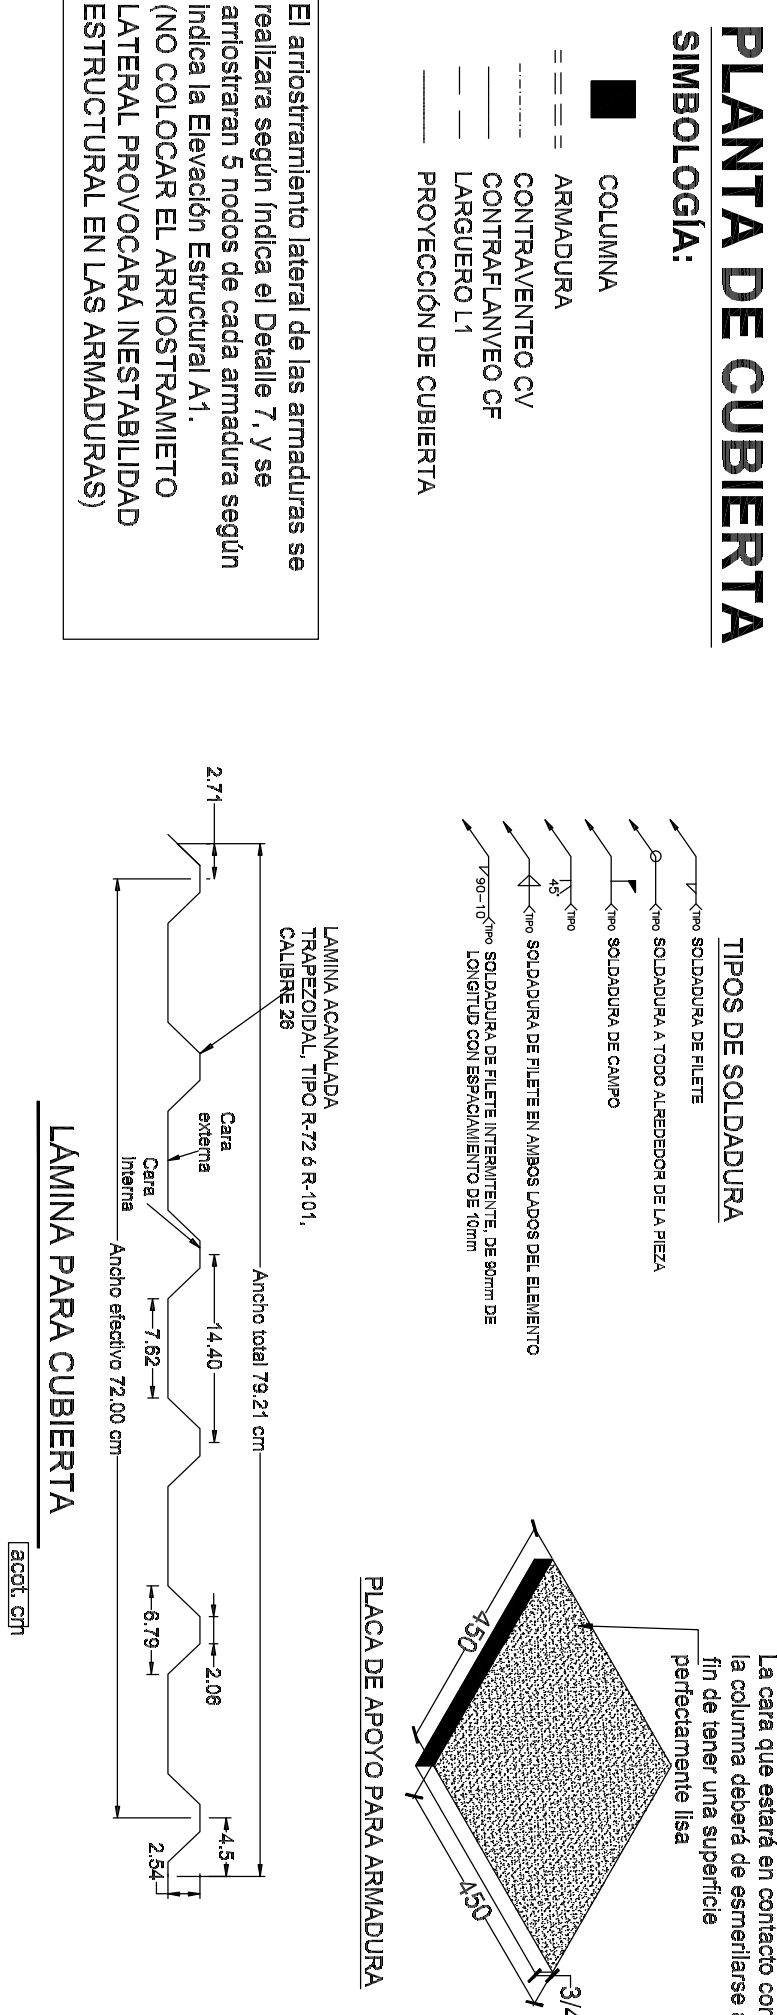 PLANTA DE CUBIERTA
SIMBOLOGÍA:
COLUMNA
ARMADURA
CONTRAVENTEO CV
CONTRAFLANVEO CF
LARGUERO L1
PROYECCIÓN DE CUBIERTA
El arriostrramiento lateral de las armaduras se
realizara según índica el Detalle 7, y se
arriostraran 5 nodos de cada armadura según
indica la Elevación Estructural A1.
(NO COLOCAR EL ARRIOSTRAMIETO
LATERAL PROVOCARÁ INESTABILIDAD
ESTRUCTURAL EN LAS ARMADURAS)
TIPOS DE SOLDADURA
TIPO SOLDADURA DE FILETE
TIPO SOLDADURA A TODO ALREDEDOR DE LA PIEZA
TIPO SOLDADURA DE CAMPO
45° TIPO
TIPO SOLDADURA DE FILETE EN AMBOS LADOS DEL ELEMENTO
90-10 TIPO SOLDADURA DE FILETE INTERMITENTE, DE 90mm DE
LONGITUD CON ESPACIAMIENTO DE 10mm
La cara que estará en contacto con
la columna deberá de esmerilarse
fin de tener una superficie
perfectamente lisa
450
450
3/4
PLACA DE APOYO PARA ARMADURA
LAMINA ACANALADA
TRAPEZOIDAL, TIPO R-72 ó R-101,
CALIBRE 26
Ancho total 79.21 cm
2.71
14.40
2.06
4.5
Cara
externa
Cara
Interna
7.62
6.79
2.54
Ancho efectivo 72.00 cm
LÁMINA PARA CUBIERTA
acot. cm